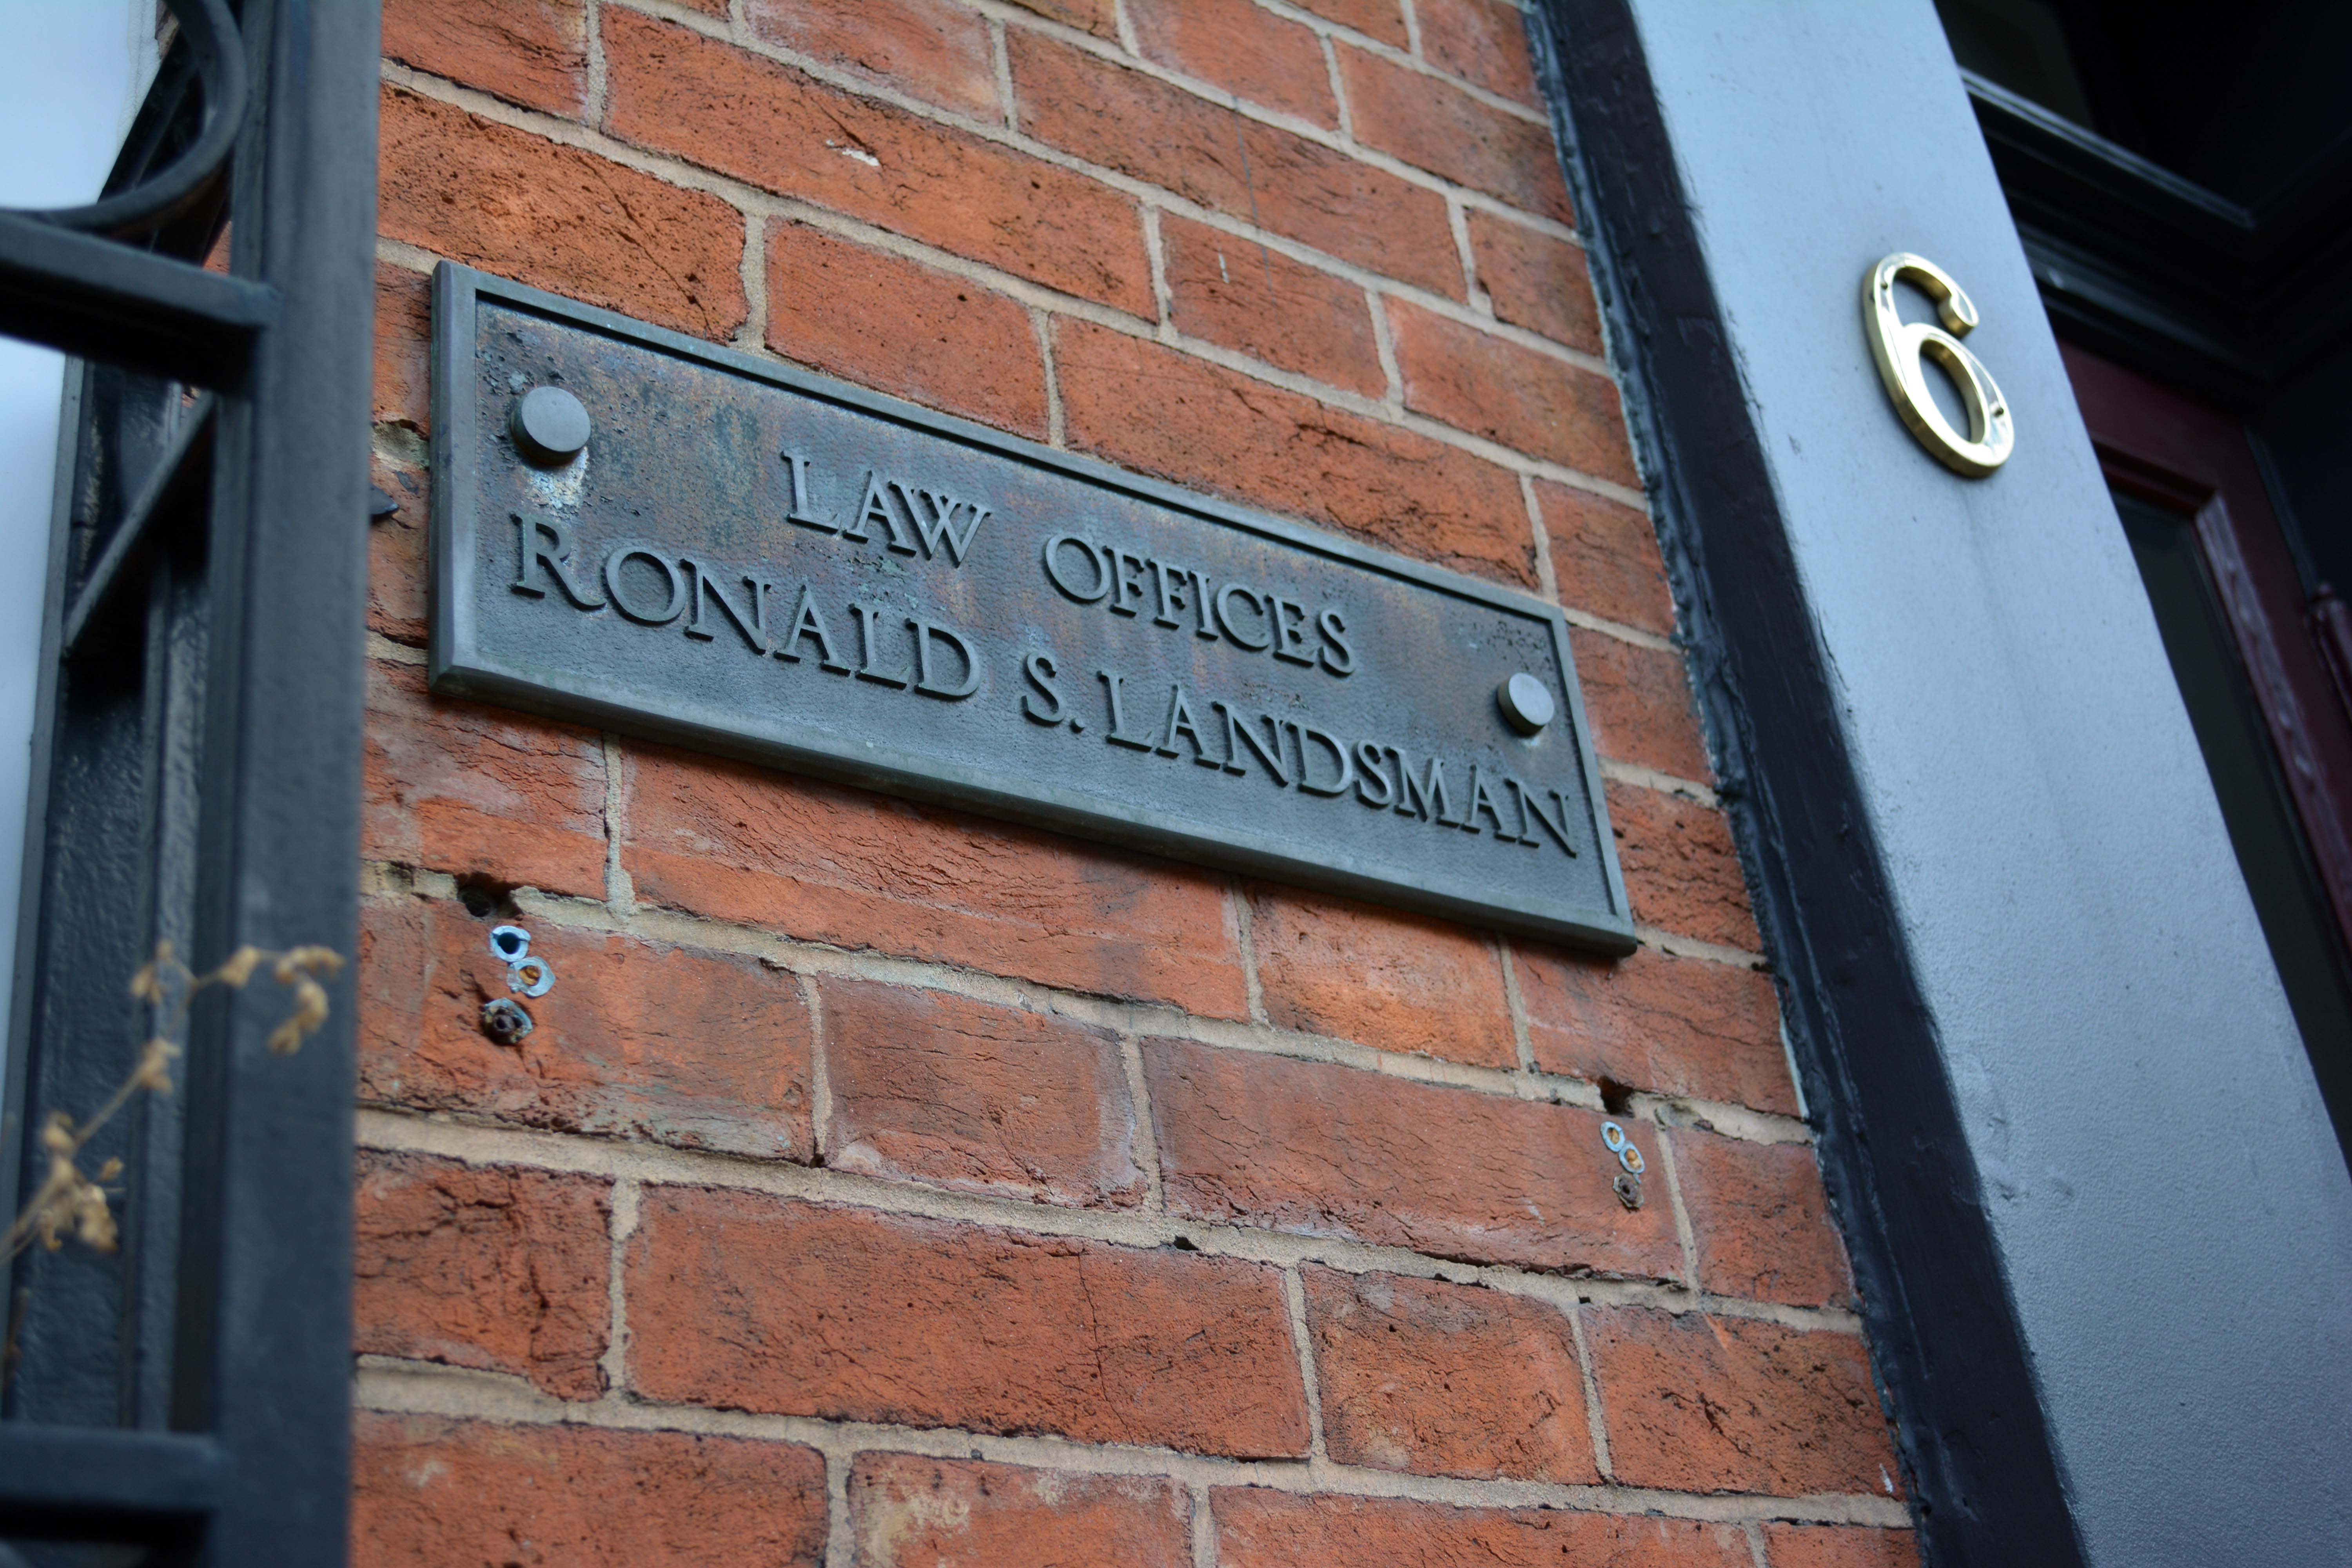 LAW OFFICES
RONALD S. LANDSMAN
6